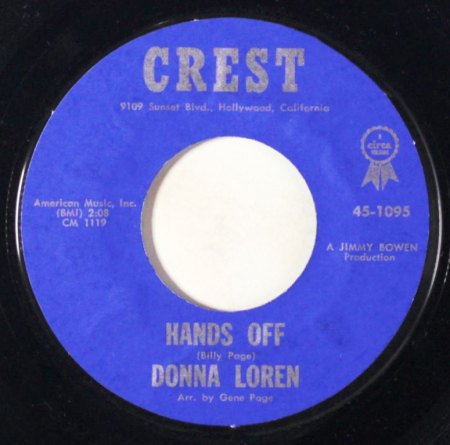 CREST
9109 Sunset Blvd., Hollywood, California
A
circa
RELEASE
American Music, Inc.
(BMI) 2:08
CM 1119
45-1095
A JIMMY BOWEN
Production
HANDS OFF
(Billy Page)
DONNA LOREN
Arr. by Gene Page